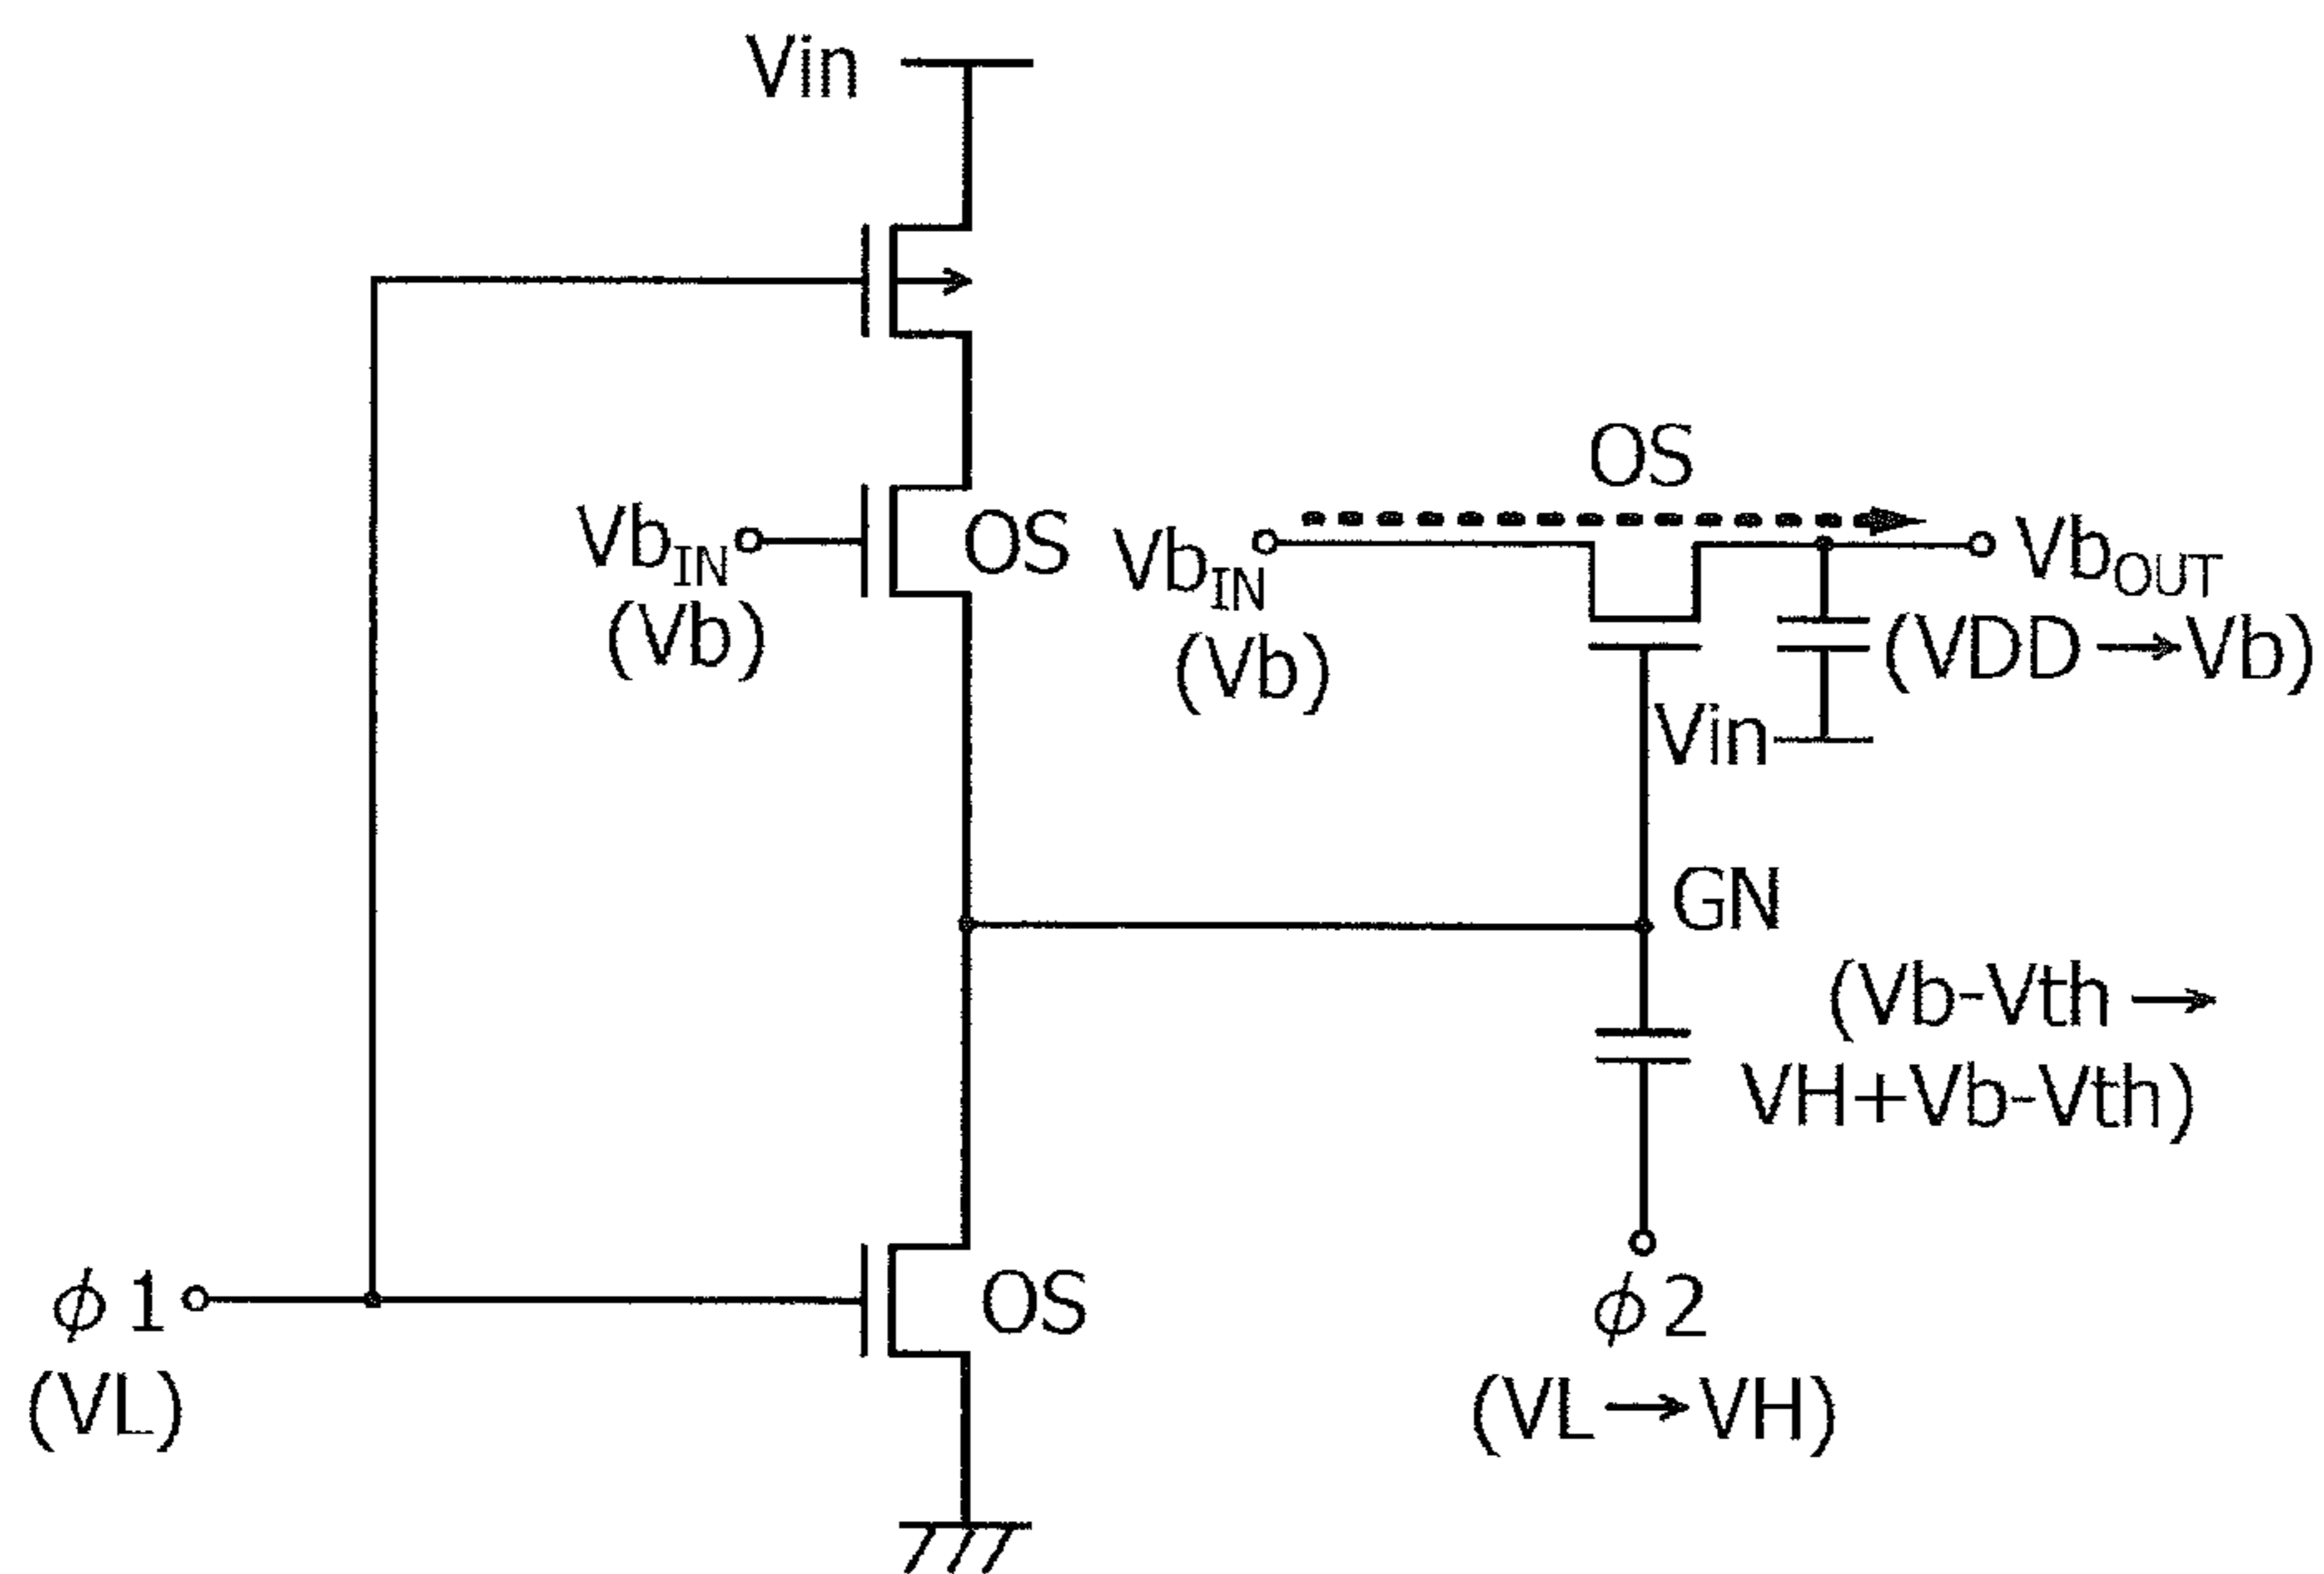 Vin
OS
Vb_IN
(Vb)
OS
Vb_IN
(Vb)
Vb_OUT
(VDD→Vb)
Vin
GN
(Vb-Vth→
VH+Vb-Vth)
φ1
(VL)
OS
φ2
(VL→VH)